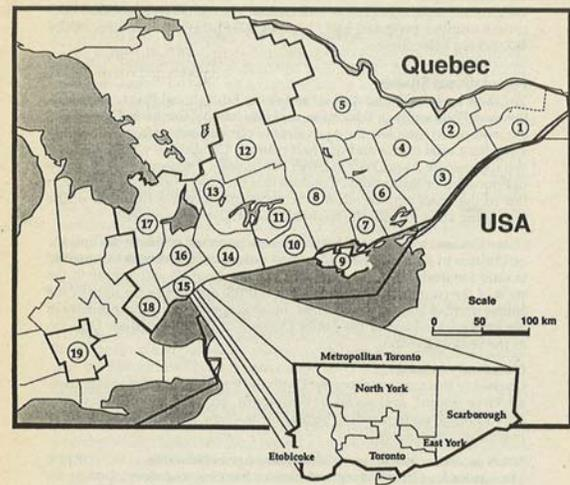 Quebec
5
2
1
4
12
3
13
8
6
11
17
7
USA
16
14
10
9
15
18
Scale
0 50 100 km
19
Metropolitan Toronto
North York
Scarborough
East York
Etobicoke
Toronto